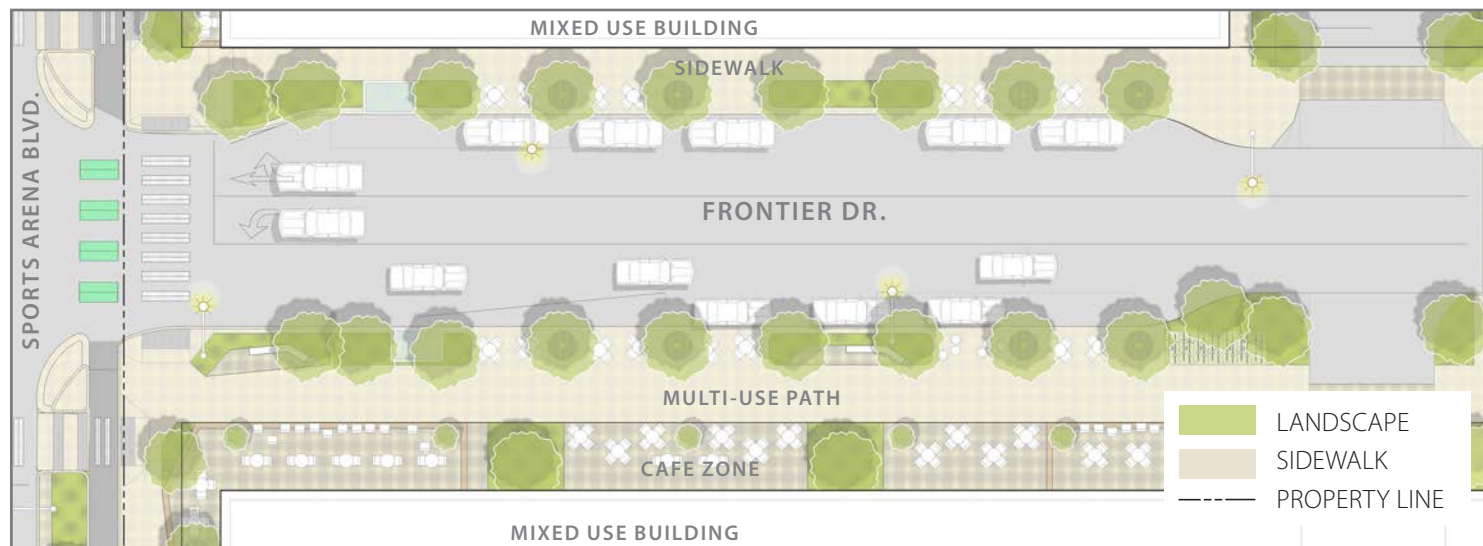 MIXED USE BUILDING
SIDEWALK
SPORTS ARENA BLVD.
FRONTIER DR.
MULTI-USE PATH
CAFE ZONE
MIXED USE BUILDING
LANDSCAPE
SIDEWALK
PROPERTY LINE